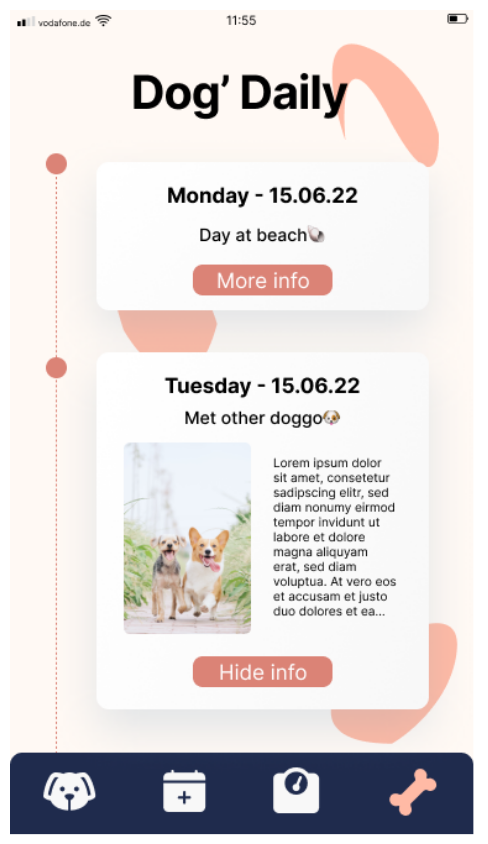 vodafone.de
11:55
Dog’ Daily
Monday - 15.06.22
Day at beach🐚
More info
Tuesday - 15.06.22
Met other doggo🐶
Lorem ipsum dolor
sit amet, consetetur
sadipscing elitr, sed
diam nonumy eirmod
tempor invidunt ut
labore et dolore
magna aliquyam
erat, sed diam
voluptua. At vero eos
et accusam et justo
duo dolores et ea...
Hide info